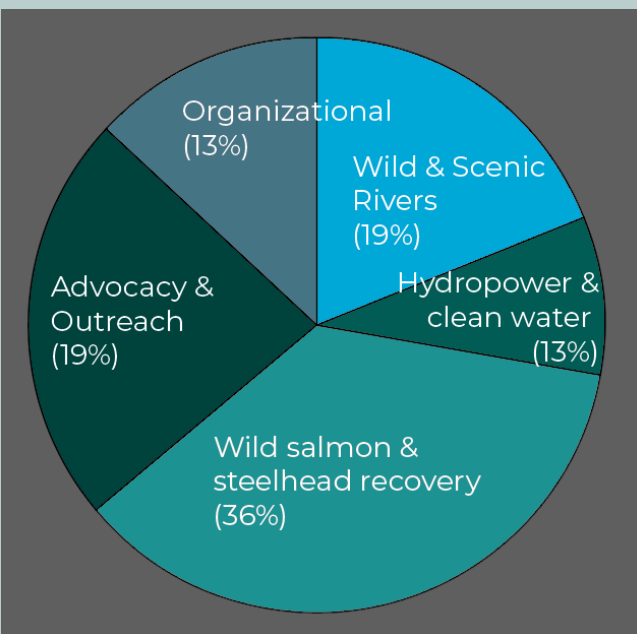 Organizational
(13%)
Wild & Scenic
Rivers
(19%)
Hydropower &
clean water
(13%)
Advocacy &
Outreach
(19%)
Wild salmon &
steelhead recovery
(36%)